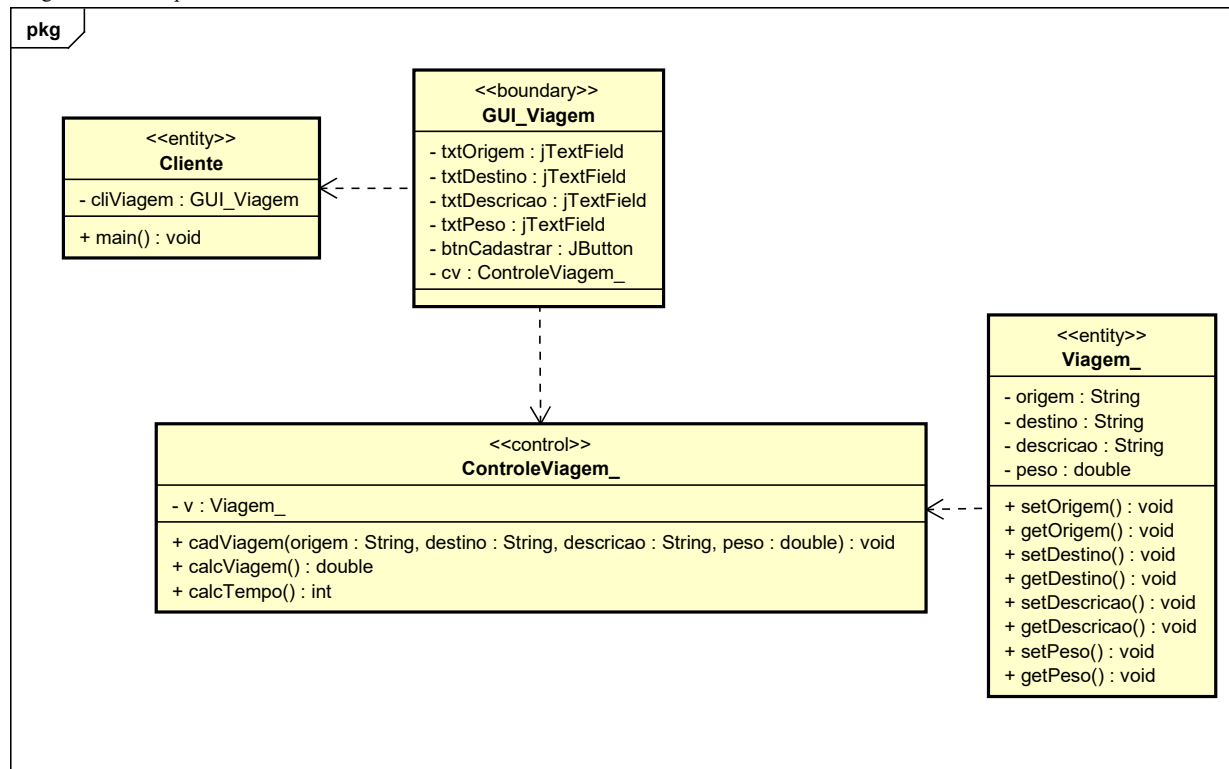 pkg
<<entity>>
Cliente
- cliViagem : GUI_Viagem
+ main() : void
<<boundary>>
GUI_Viagem
- txtOrigem : jTextField
- txtDestino : jTextField
- txtDescricao : jTextField
- txtPeso : jTextField
- btnCadastrar : JButton
- cv : ControleViagem_
<<control>>
ControleViagem_
- v : Viagem_
+ cadViagem(origem : String, destino : String, descricao : String, peso : double) : void
+ calcViagem() : double
+ calcTempo() : int
<<entity>>
Viagem_
- origem : String
- destino : String
- descricao : String
- peso : double
+ setOrigem() : void
+ getOrigem() : void
+ setDestino() : void
+ getDestino() : void
+ setDescricao() : void
+ getDescricao() : void
+ setPeso() : void
+ getPeso() : void